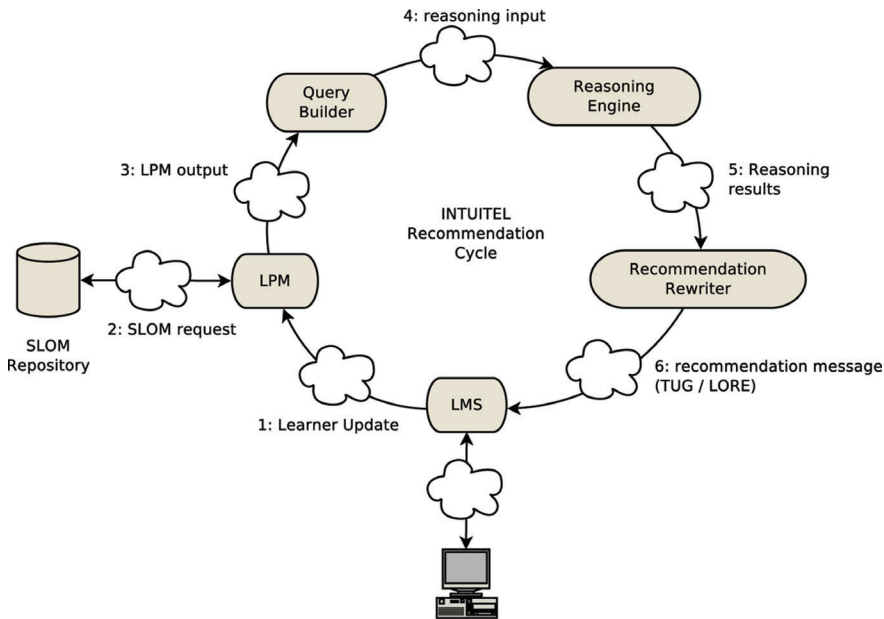 4: reasoning input
Query
Builder
Reasoning
Engine
3: LPM output
5: Reasoning
results
INTUITEL
Recommendation
Cycle
LPM
Recommendation
Rewriter
2: SLOM request
SLOM
Repository
6: recommendation message
(TUG / LORE)
LMS
1: Learner Update